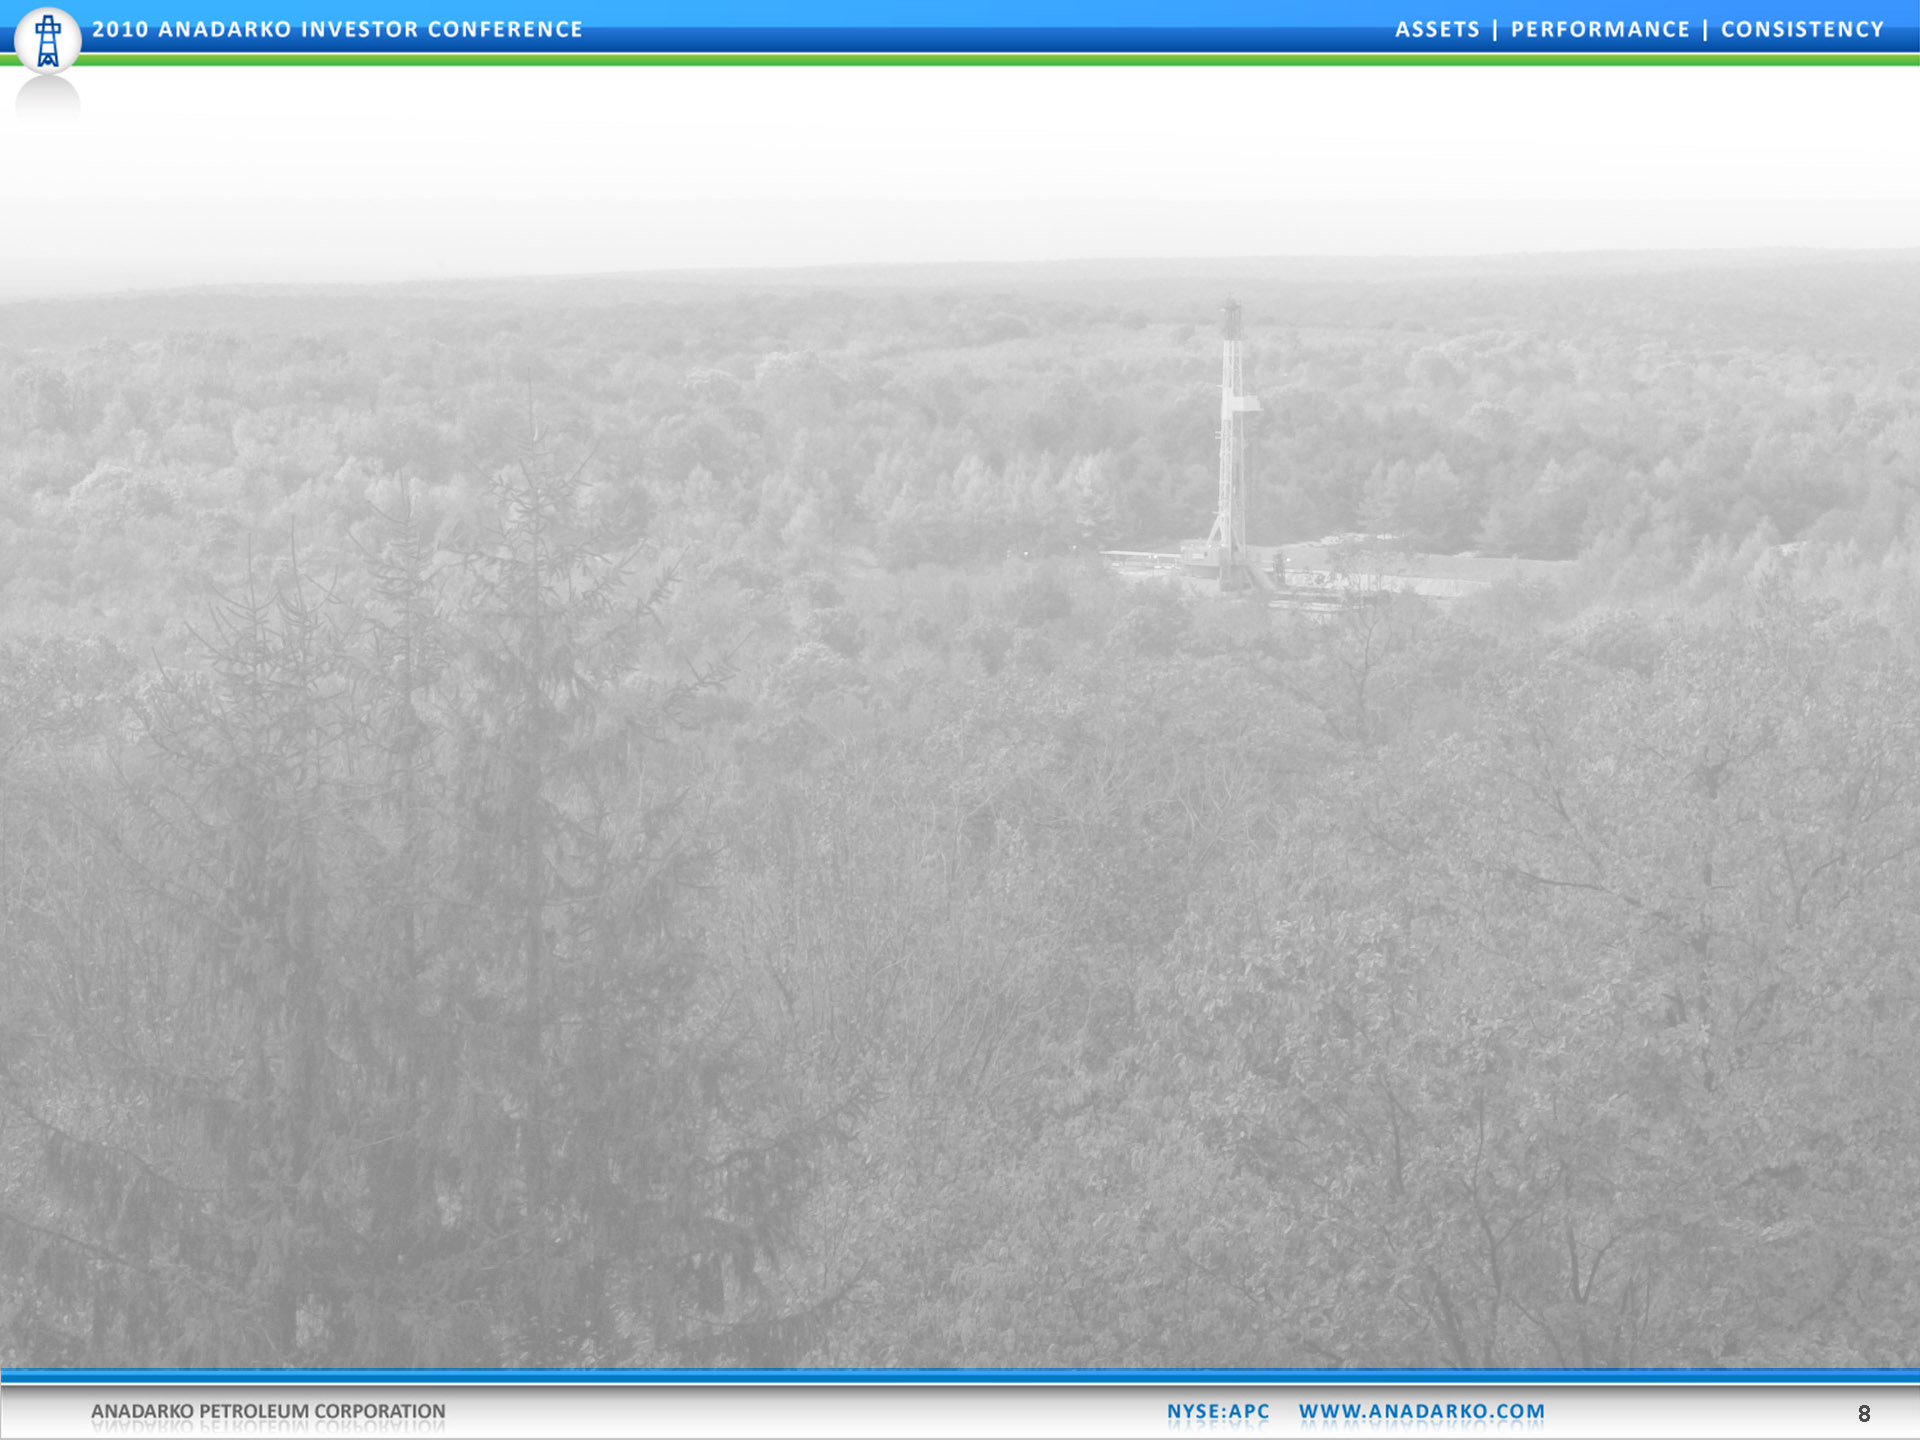 2010 ANADARKO INVESTOR CONFERENCE
ASSETS | PERFORMANCE | CONSISTENCY
ANADARKO PETROLEUM CORPORATION
NYSE:APC WWW.ANADARKO.COM
8